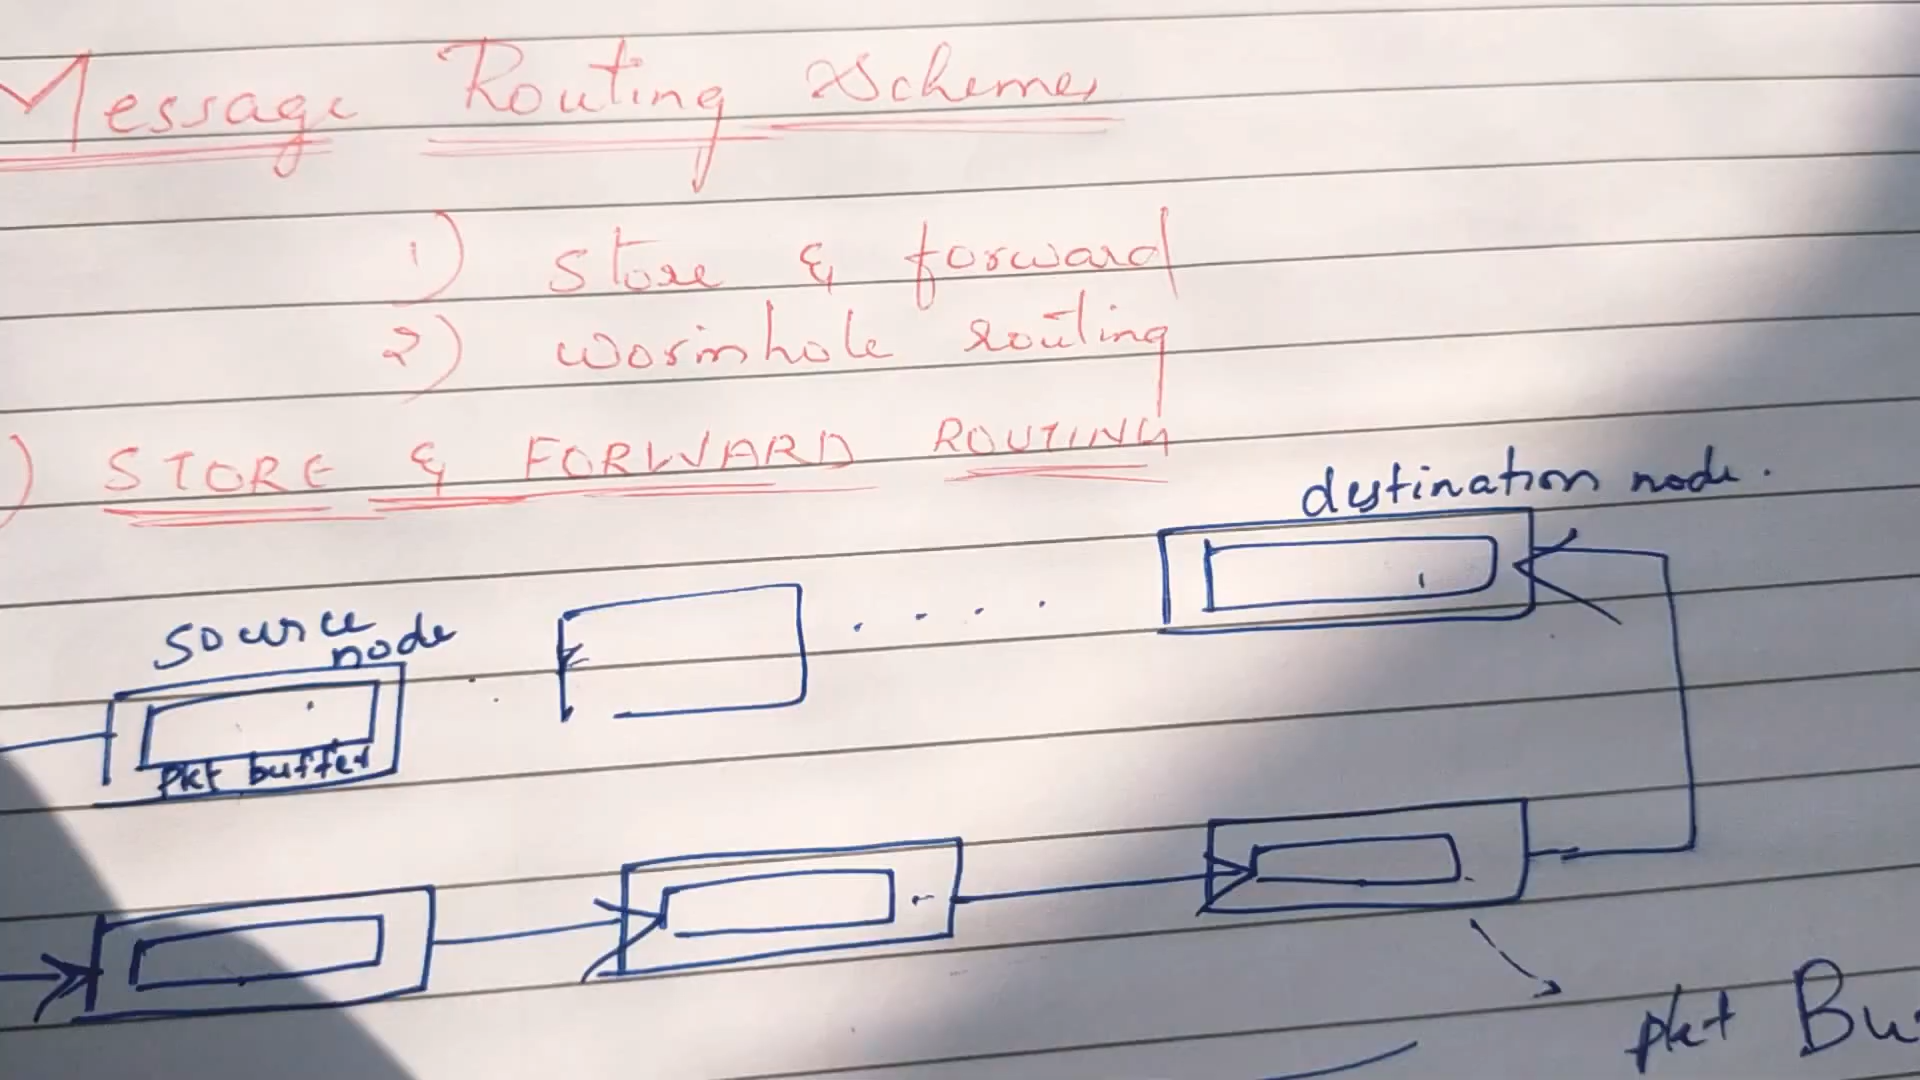 Message Routing Schemes
1) Store & forward
2) wormhole routing
) STORE & FORWARD ROUTING
destination node.
source
node
pkt buffer
pkt